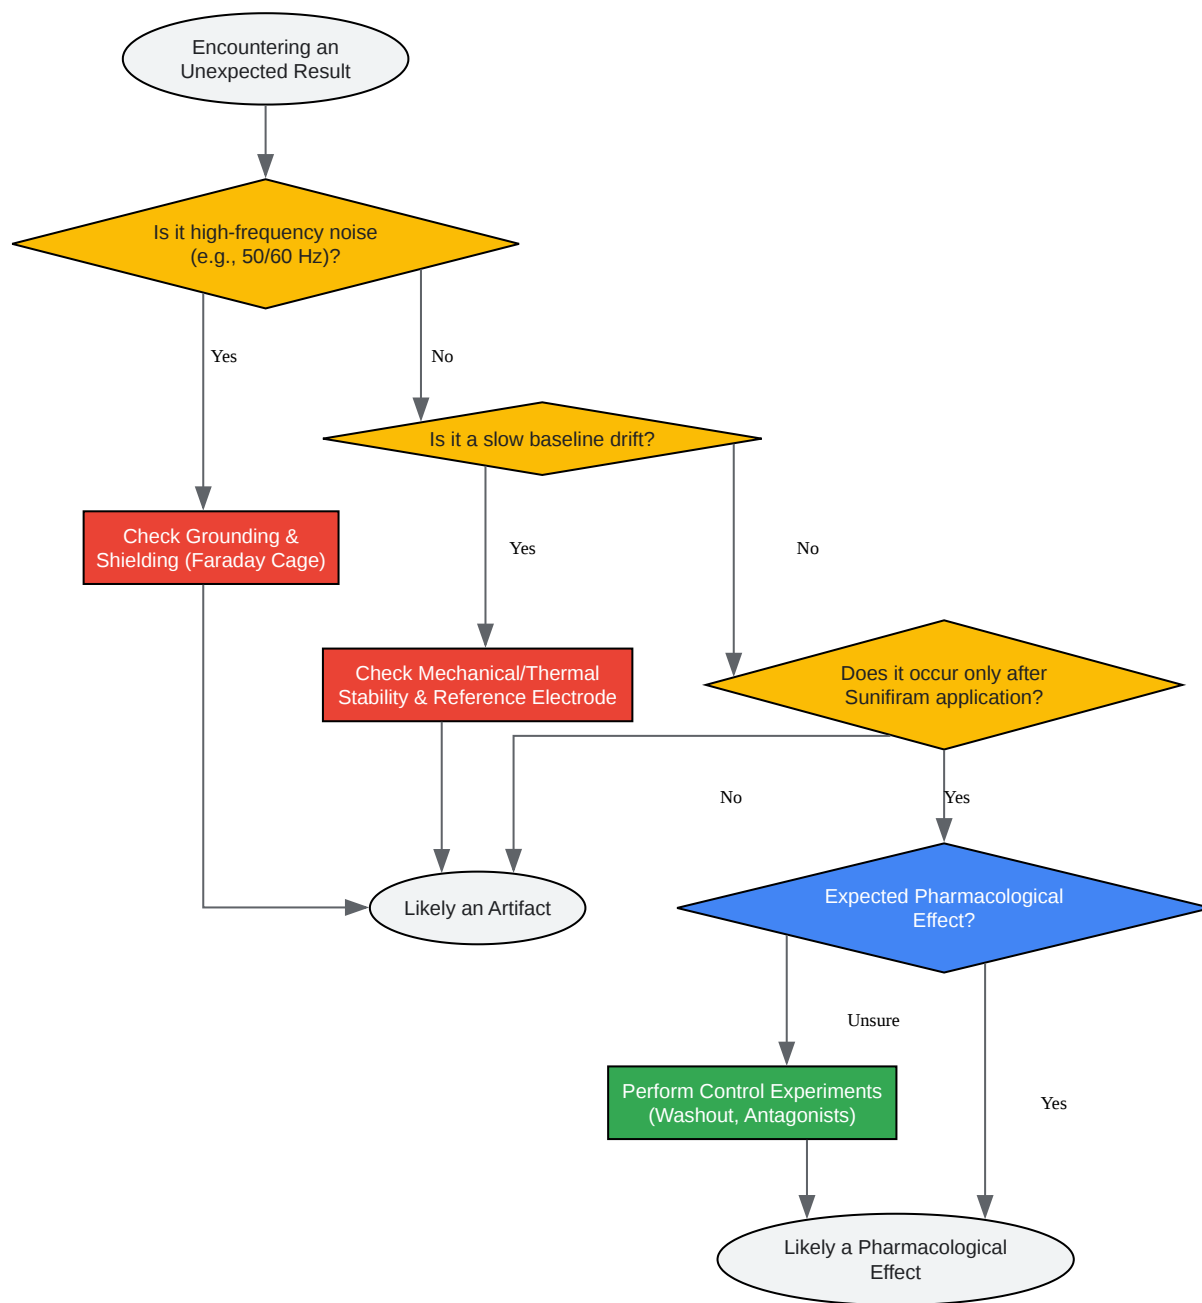 Encountering an
Unexpected Result
Is it high-frequency noise
(e.g., 50/60 Hz)?
Yes
No
Is it a slow baseline drift?
Check Grounding &
Shielding (Faraday Cage)
Yes
No
Check Mechanical/Thermal
Stability & Reference Electrode
Does it occur only after
Sunifiram application?
No
Yes
Likely an Artifact
Expected Pharmacological
Effect?
Unsure
Perform Control Experiments
(Washout, Antagonists)
Yes
Likely a Pharmacological
Effect